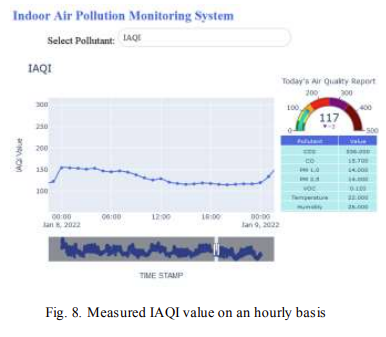 Indoor Air Pollution Monitoring System
Select Pollutant: IAQI
IAQI
Today's Air Quality Report
200 300
100 400
117
500
Pollutant Value
CO
PM 1.0 14.000
PM 2.5 14.000
VOC 0.120
Temperature 22.000
Humidity 26.000
IAQI Value
300
250
200
150
100
00:00 06:00 12:00 18:00 00:00
Jan 8, 2022 Jan 9, 2022
TIME STAMP
Fig. 8. Measured IAQI value on an hourly basis